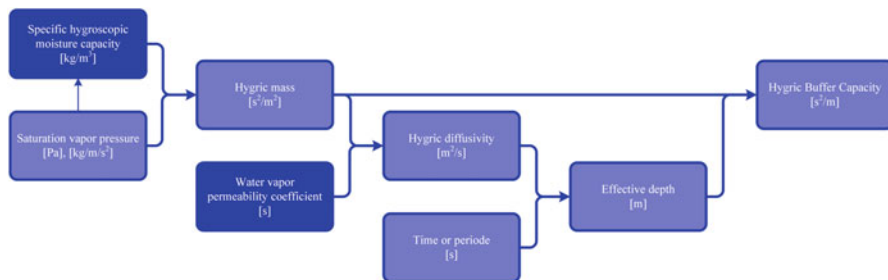 Specific hygroscopic
moisture capacity
[kg/m³]
Saturation vapor pressure
[Pa], [kg/m/s²]
Hygric mass
[s²/m²]
Water vapor
permeability coefficient
[s]
Hygric diffusivity
[m²/s]
Time or periode
[s]
Effective depth
[m]
Hygric Buffer Capacity
[s²/m]